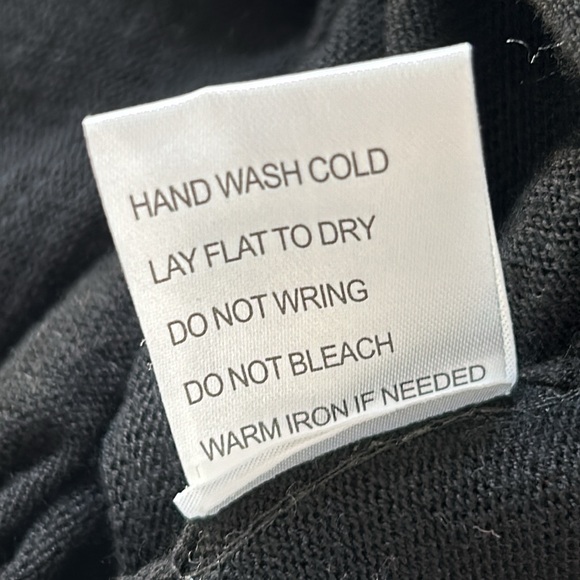 HAND WASH COLD
LAY FLAT TO DRY
DO NOT WRING
DO NOT BLEACH
WARM IRON IF NEEDED